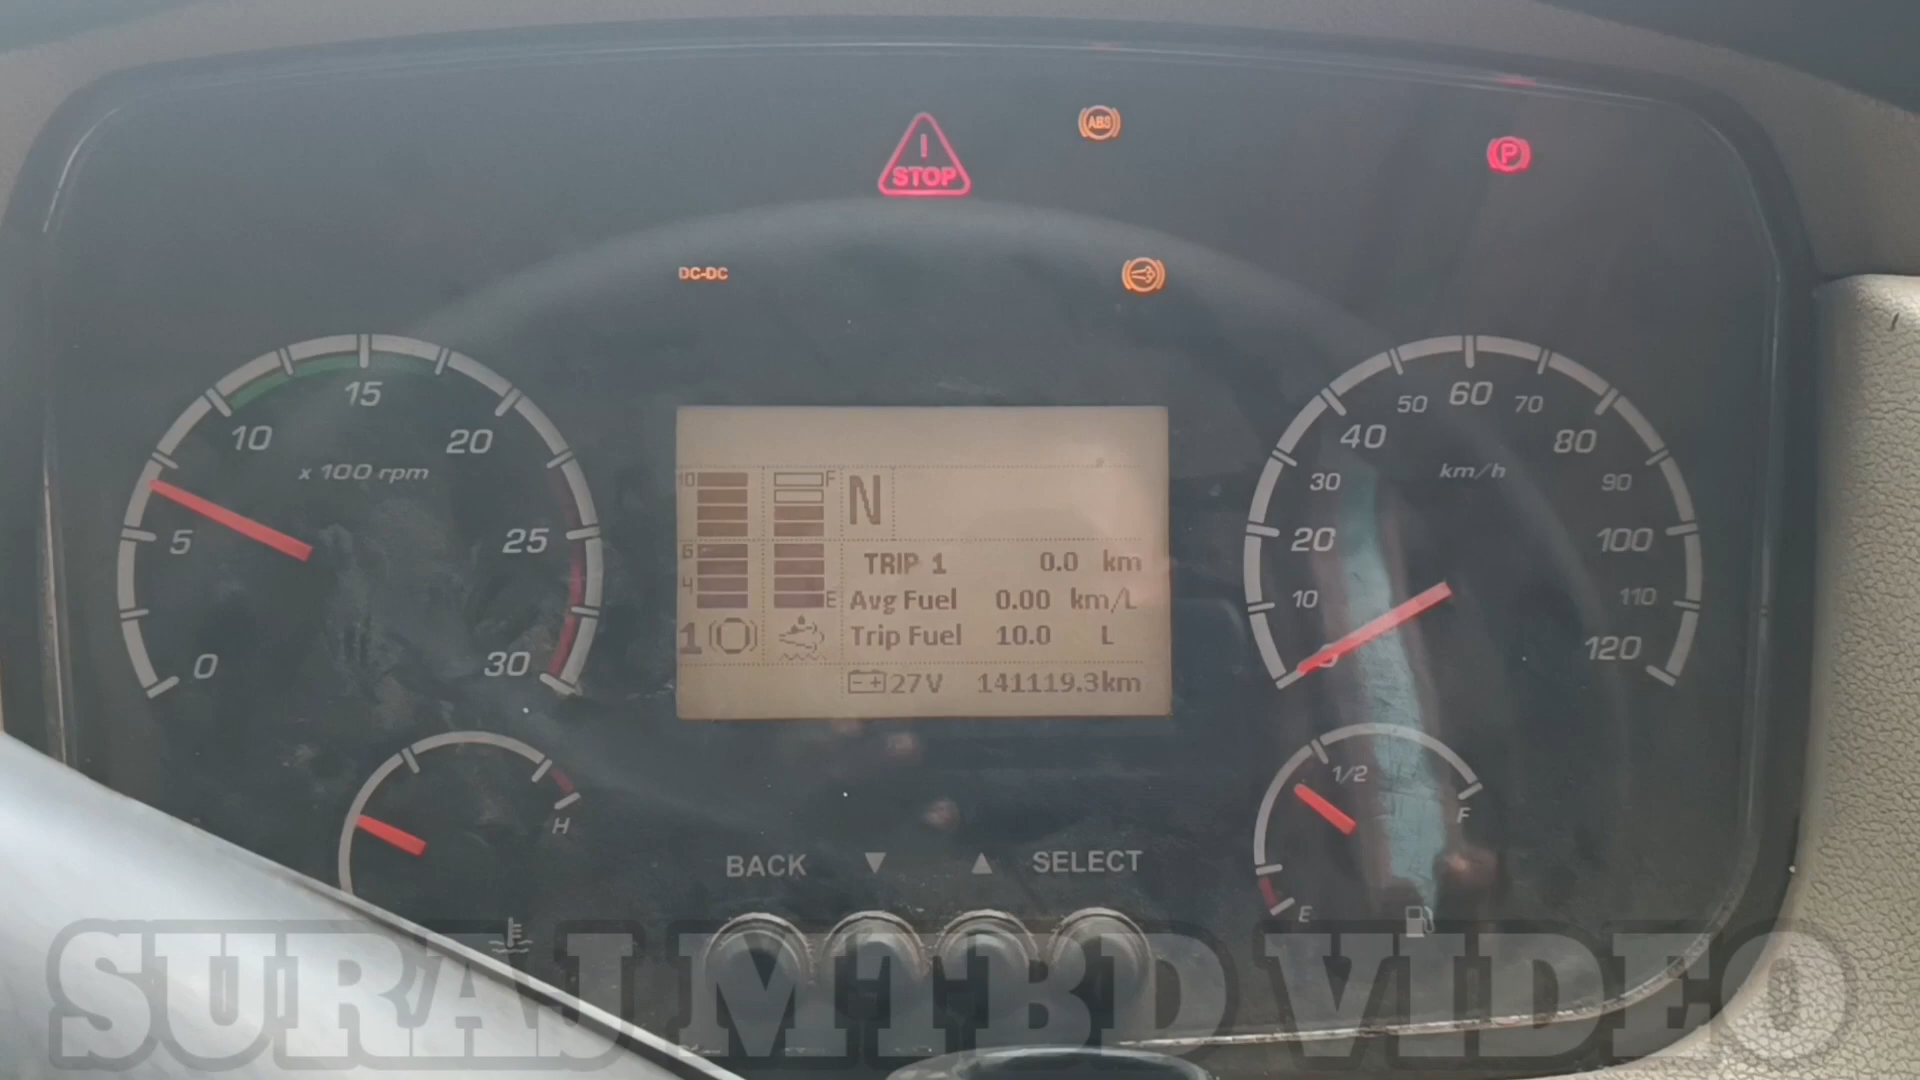 ABS
! STOP
P
DC-DC
0 5 10 15 20 25 30
x 100 rpm
0 10 20 30 40 50 60 70 80 90 100 110 120
km/h
10 F N
6
4 E
1
TRIP 1 0.0 km
Avg Fuel 0.00 km/L
Trip Fuel 10.0 L
27V 141119.3km
H
1/2
E F
BACK ▼ ▲ SELECT
SURAJ MTBD VIDEO